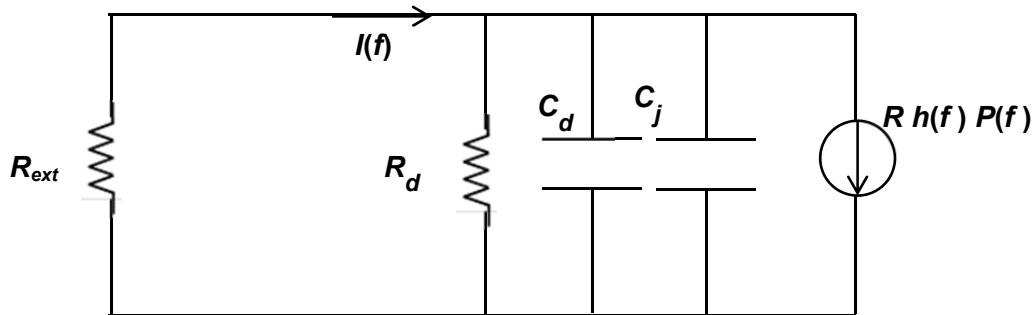 I(f)
C_d
C_j
R h(f) P(f)
R_ext
R_d